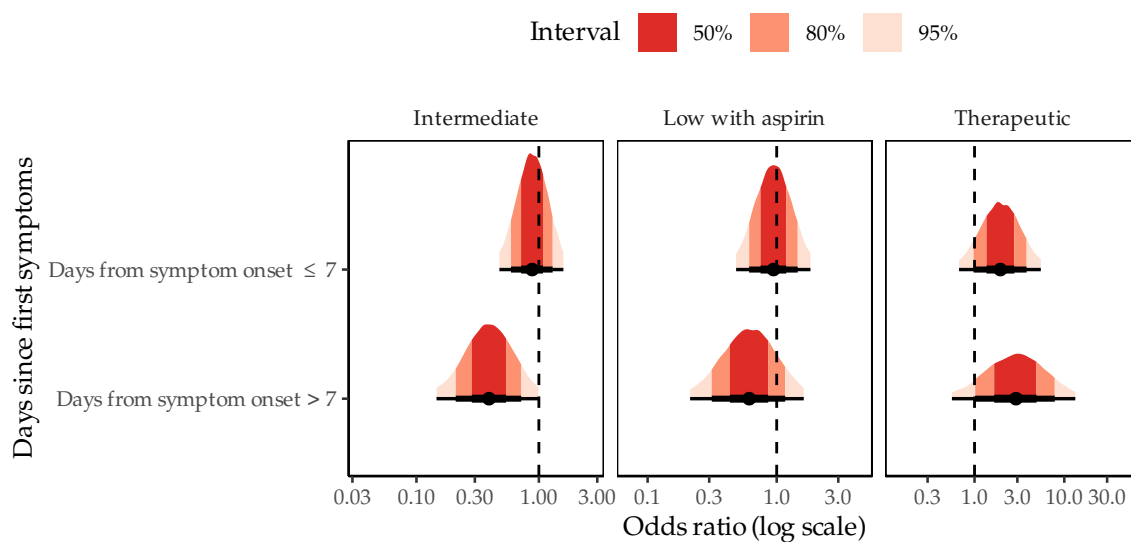 Interval 50% 80% 95%
Intermediate Low with aspirin Therapeutic
Days since first symptoms
Days from symptom onset ≤ 7
Days from symptom onset > 7
0.03 0.10 0.30 1.00 3.00 0.1 0.3 1.0 3.0 0.3 1.0 3.0 10.0 30.0
Odds ratio (log scale)